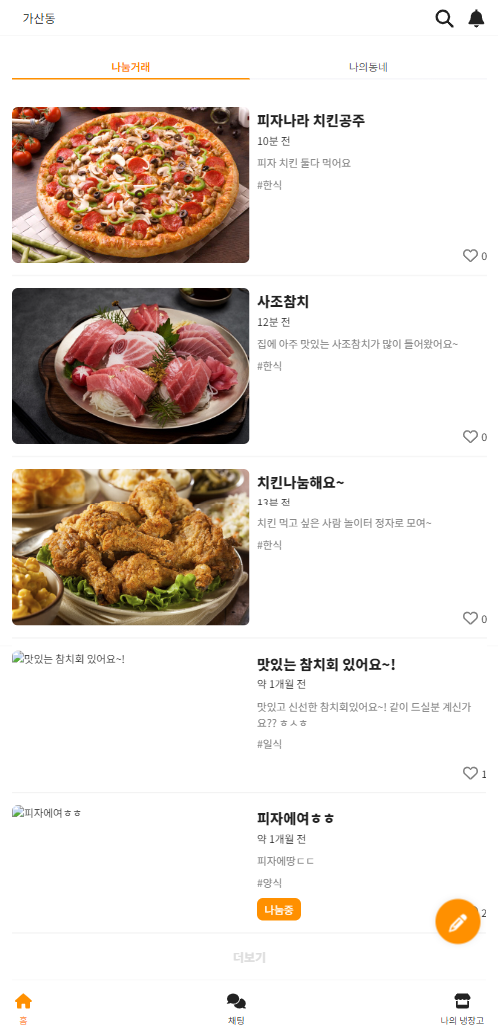 가산동
나눔거래
나의동네
피자나라 치킨공주
10분 전
피자 치킨 둘다 먹어요
#한식
0
사조참치
12분 전
집에 아주 맛있는 사조참치가 많이 들어왔어요~
#한식
0
치킨나눔해요~
13분 전
치킨 먹고 싶은 사람 놀이터 정자로 모여~
#한식
0
맛있는 참치회 있어요~!
맛있는 참치회 있어요~!
약 1개월 전
맛있고 신선한 참치회있어요~! 같이 드실분 계신가
요?? ㅎㅅㅎ
#일식
1
피자에여ㅎㅎ
피자에여ㅎㅎ
약 1개월 전
피자에땅ㄷㄷ
#양식
나눔중
2
더보기
홈
채팅
나의 냉장고